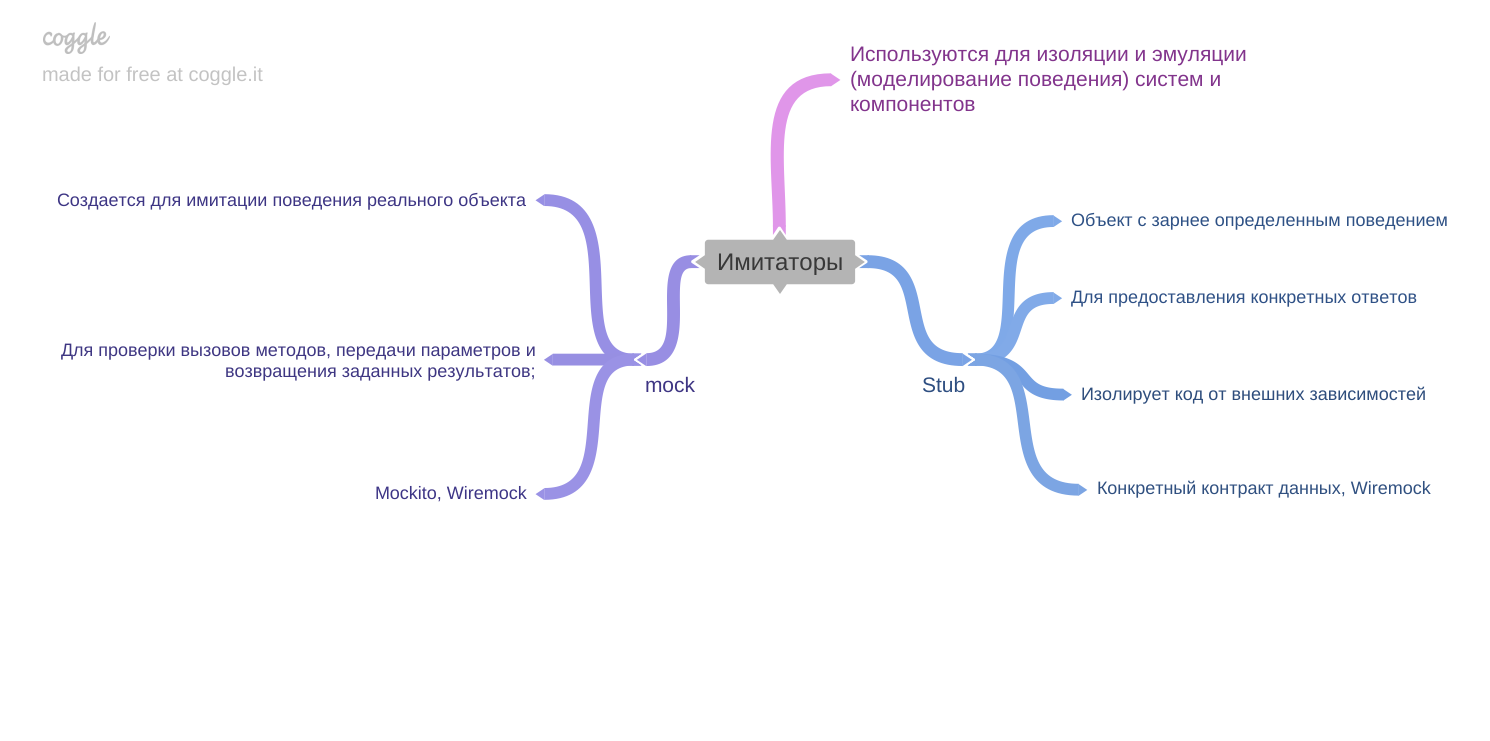 coggle
made for free at coggle.it
Используются для изоляции и эмуляции
(моделирование поведения) систем и
компонентов
Создается для имитации поведения реального объекта
Объект с зарнее определенным поведением
Имитаторы
Для предоставления конкретных ответов
Для проверки вызовов методов, передачи параметров и
возвращения заданных результатов;
mock
Stub
Изолирует код от внешних зависимостей
Mockito, Wiremock
Конкретный контракт данных, Wiremock